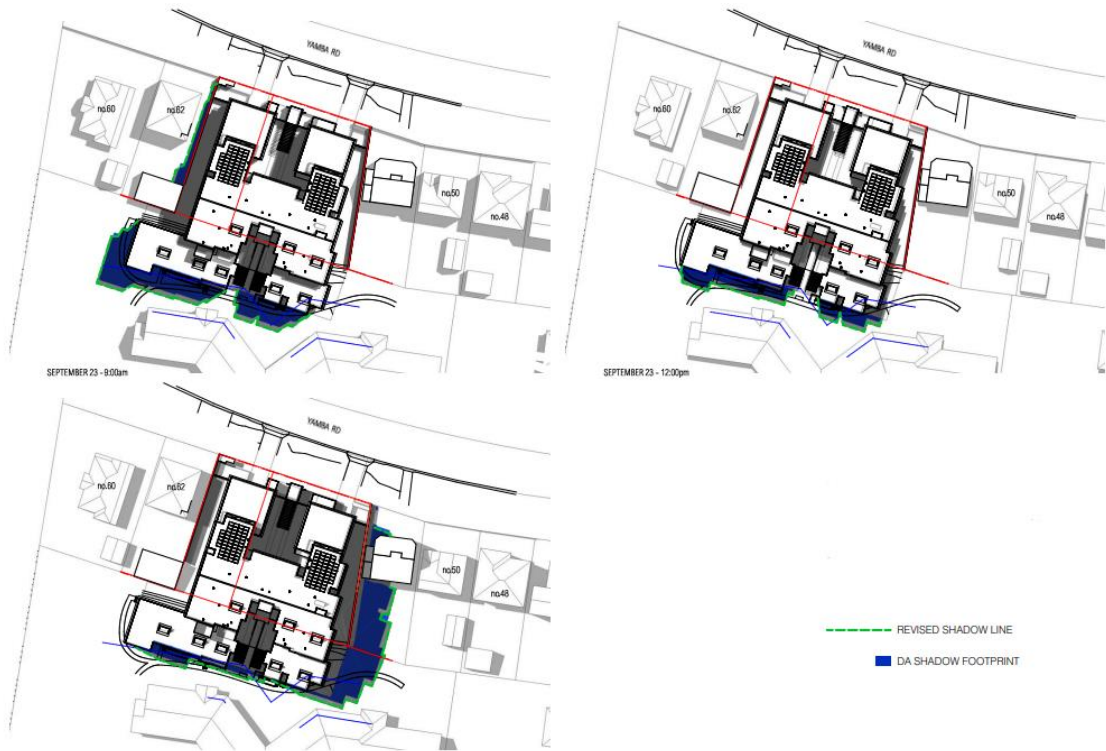 YAMBA RD
no.60
no.62
no.50
no.48
SEPTEMBER 23 - 9:00am
YAMBA RD
no.60
no.62
no.50
no.48
SEPTEMBER 23 - 12:00pm
YAMBA RD
no.60
no.62
no.50
no.48
REVISED SHADOW LINE
DA SHADOW FOOTPRINT